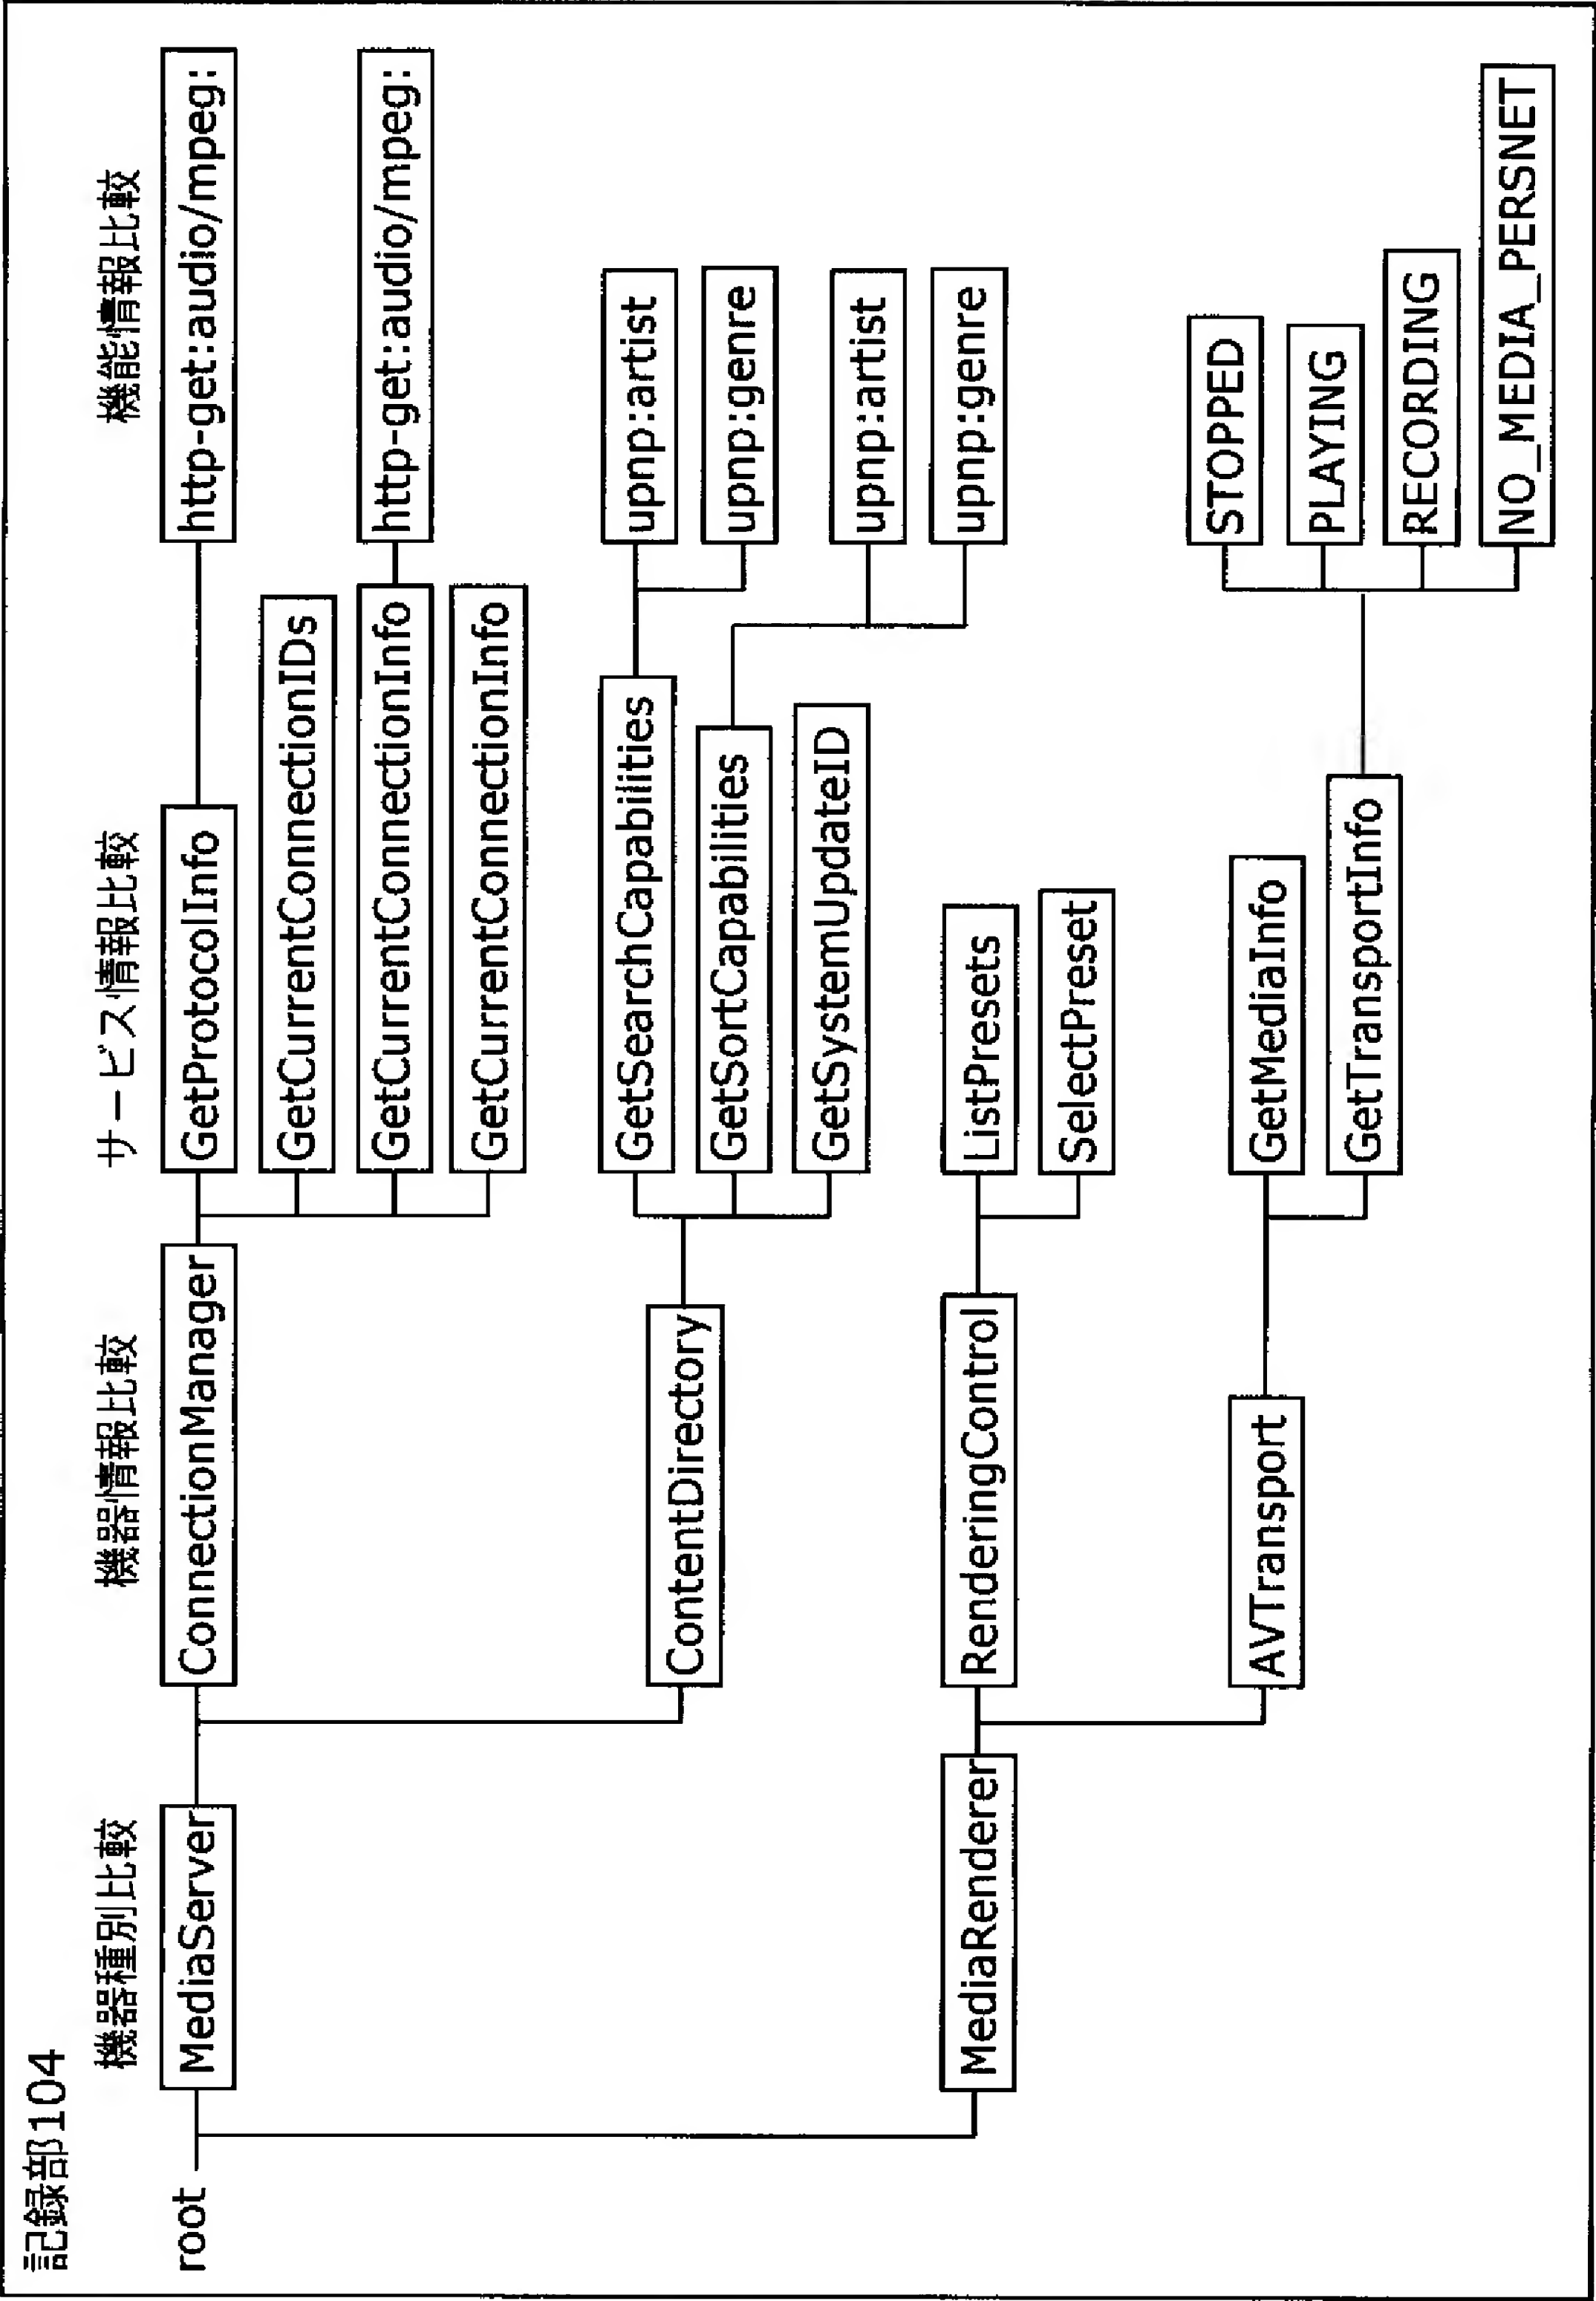 記録部104
機器種別比較
機器情報比較
サービス情報比較
機能情報比較
root
MediaServer
ConnectionManager
GetProtocolInfo
http-get::audio/mpeg::
GetCurrentConnectionIDs
GetCurrentConnectionInfo
http-get::audio/mpeg::
GetCurrentConnectionInfo
ContentDirectory
GetSearchCapabilities
upnp:artist
upnp:genre
GetSortCapabilities
upnp:artist
upnp:genre
GetSystemUpdateID
MediaRenderer
RenderingControl
ListPresets
SelectPreset
AVTransport
GetMediaInfo
GetTransportInfo
STOPPED
PLAYING
RECORDING
NO_MEDIA_PERSNET